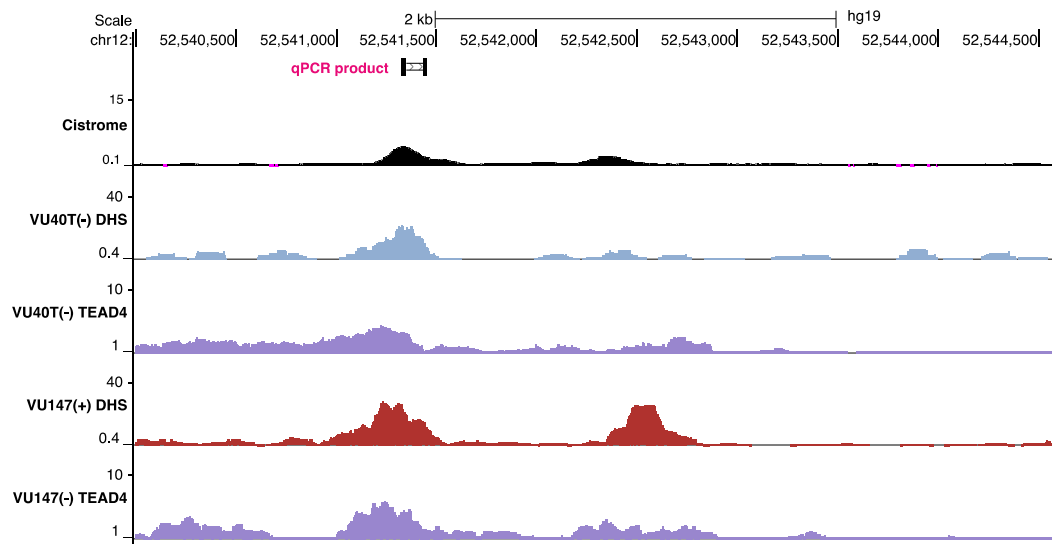 Scale 2 kb hg19
chr12: 52,540,500 52,541,000 52,541,500 52,542,000 52,542,500 52,543,000 52,543,500 52,544,000 52,544,500
qPCR product
15
Cistrome
0.1
40
VU40T(-) DHS
0.4
10
VU40T(-) TEAD4
1
40
VU147(+) DHS
0.4
10
VU147(-) TEAD4
1